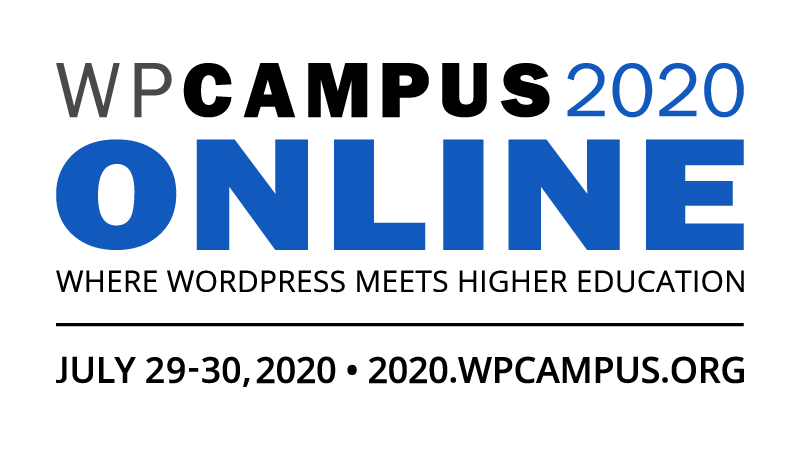 WPCAMPUS 2020
ONLINE
WHERE WORDPRESS MEETS HIGHER EDUCATION
JULY 29-30, 2020 • 2020.WPCAMPUS.ORG